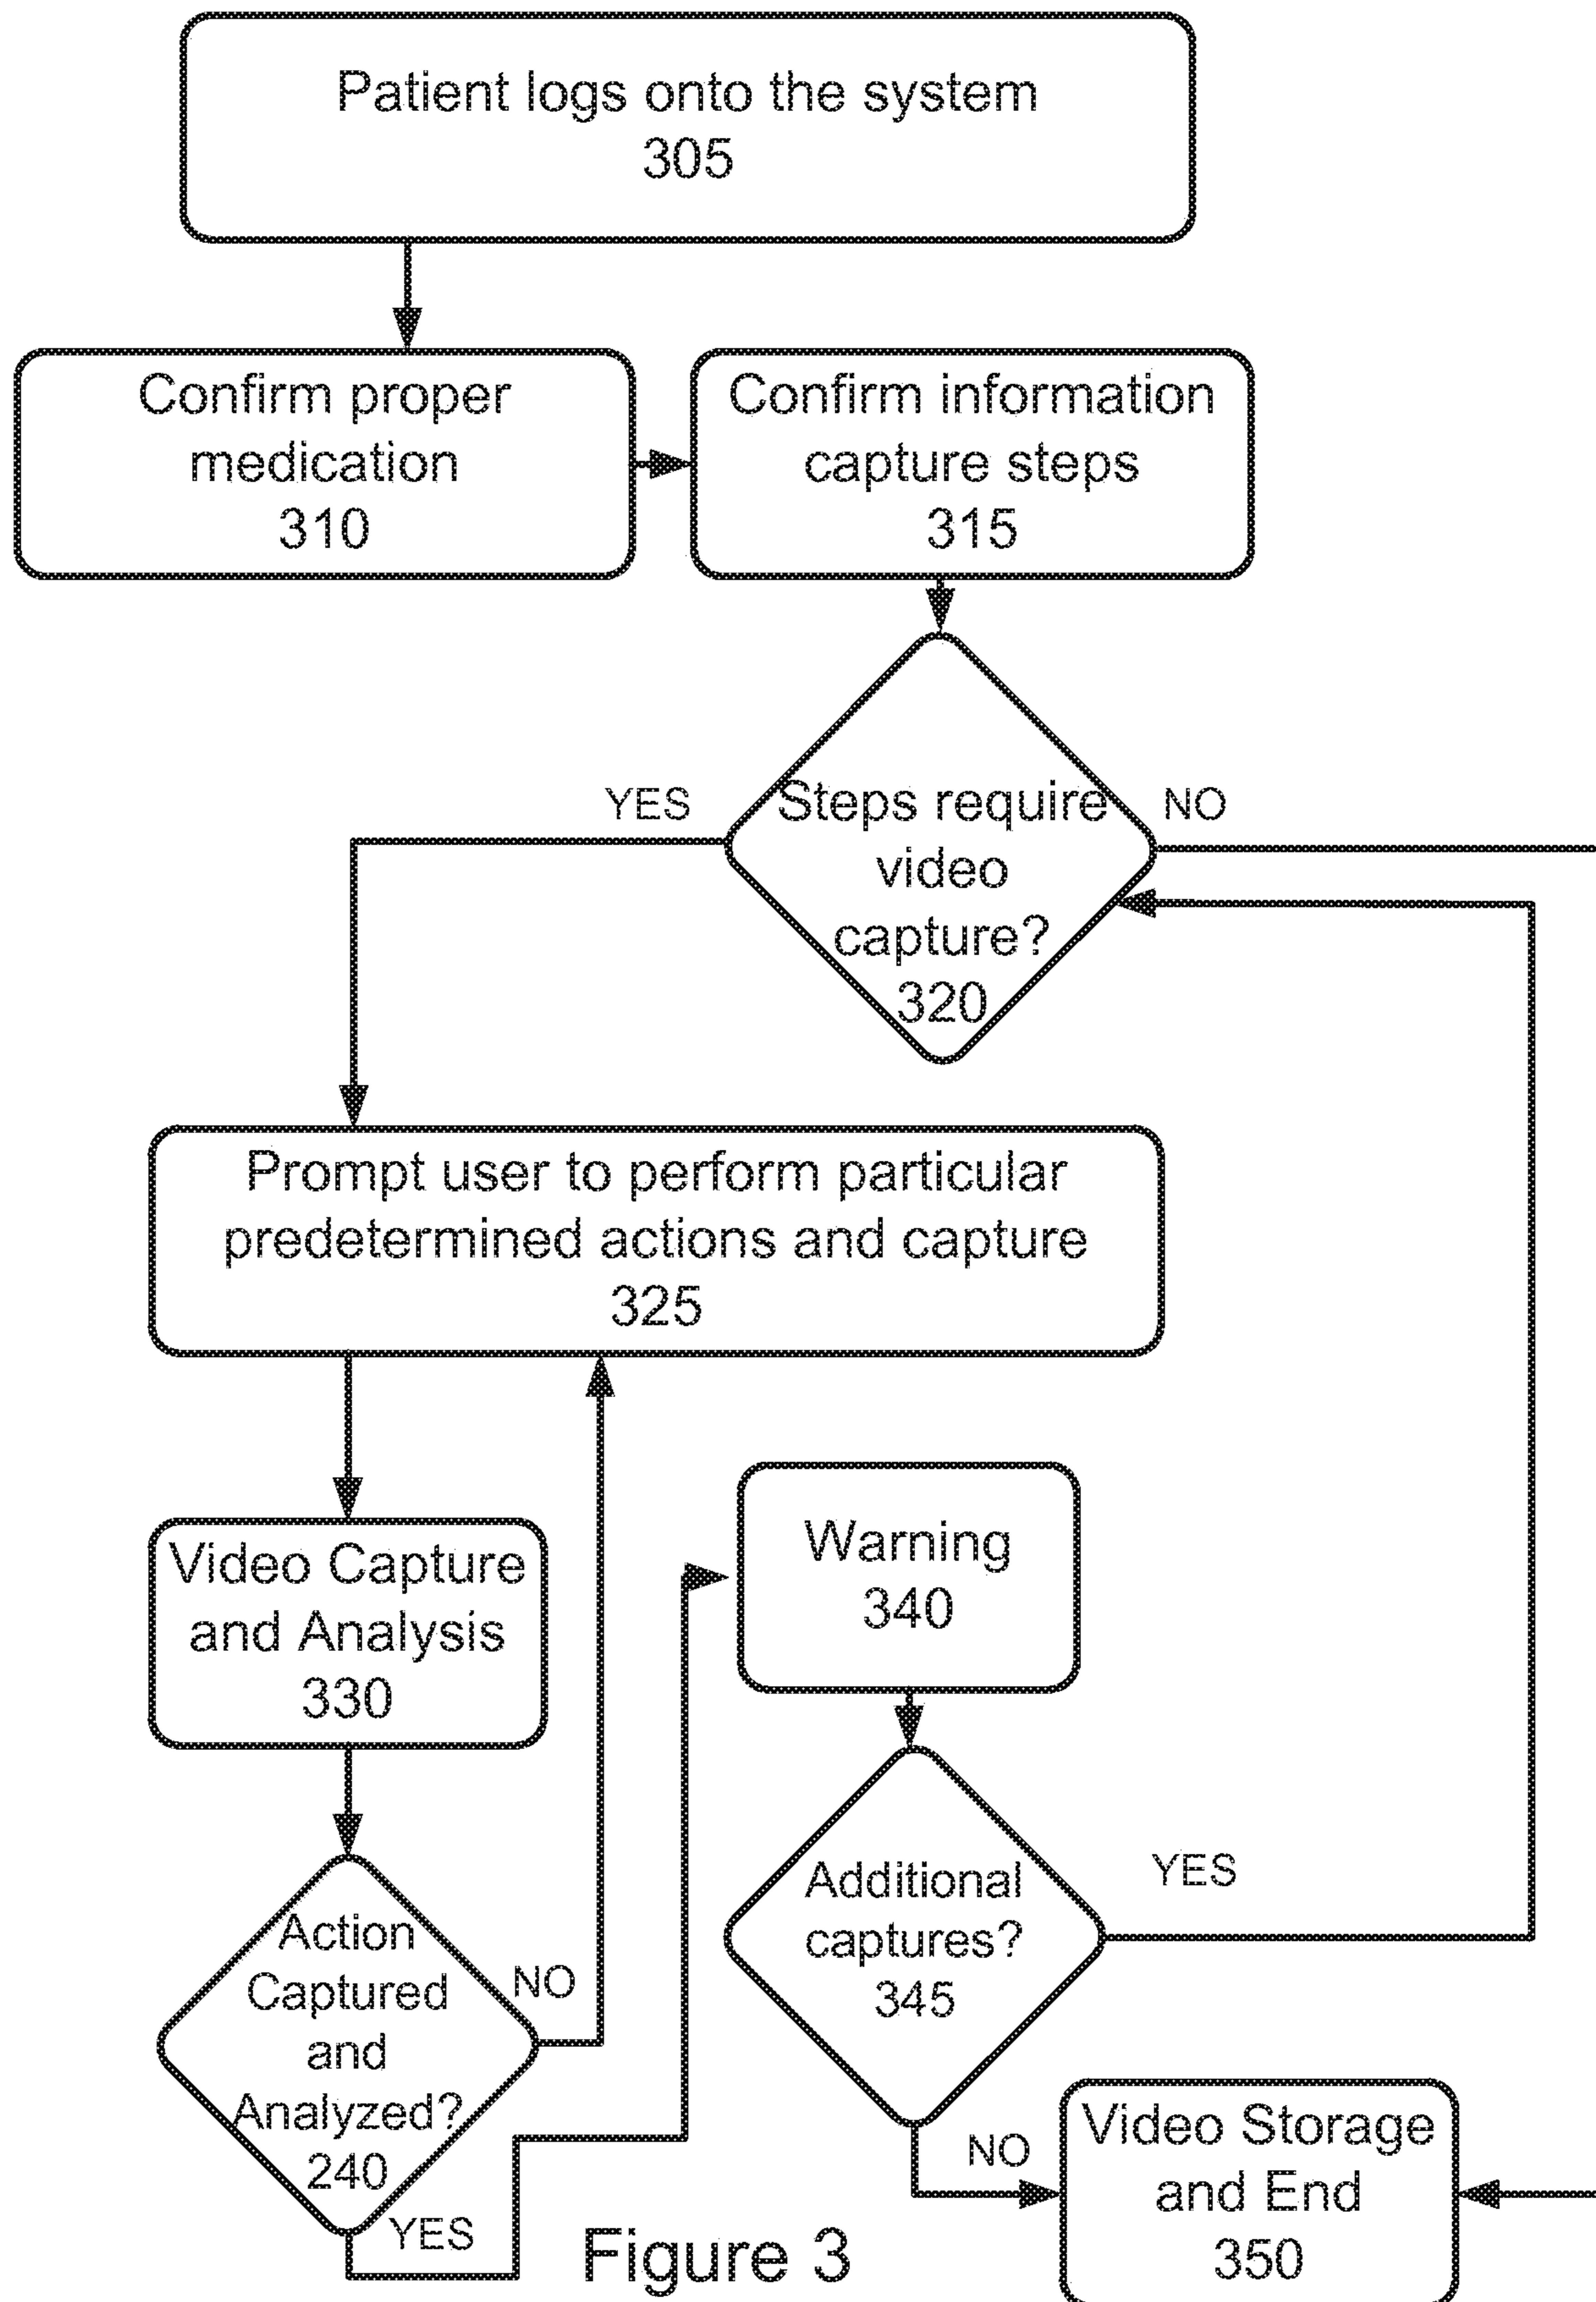 Patient logs onto the system
305
Confirm proper
medication
310
Confirm information
capture steps
315
Steps require
video
capture?
320
YES
NO
Prompt user to perform particular
predetermined actions and capture
325
Video Capture
and Analysis
330
Warning
340
Action
Captured
and
Analyzed?
240
NO
YES
Additional
captures?
345
YES
NO
Video Storage
and End
350
Figure 3